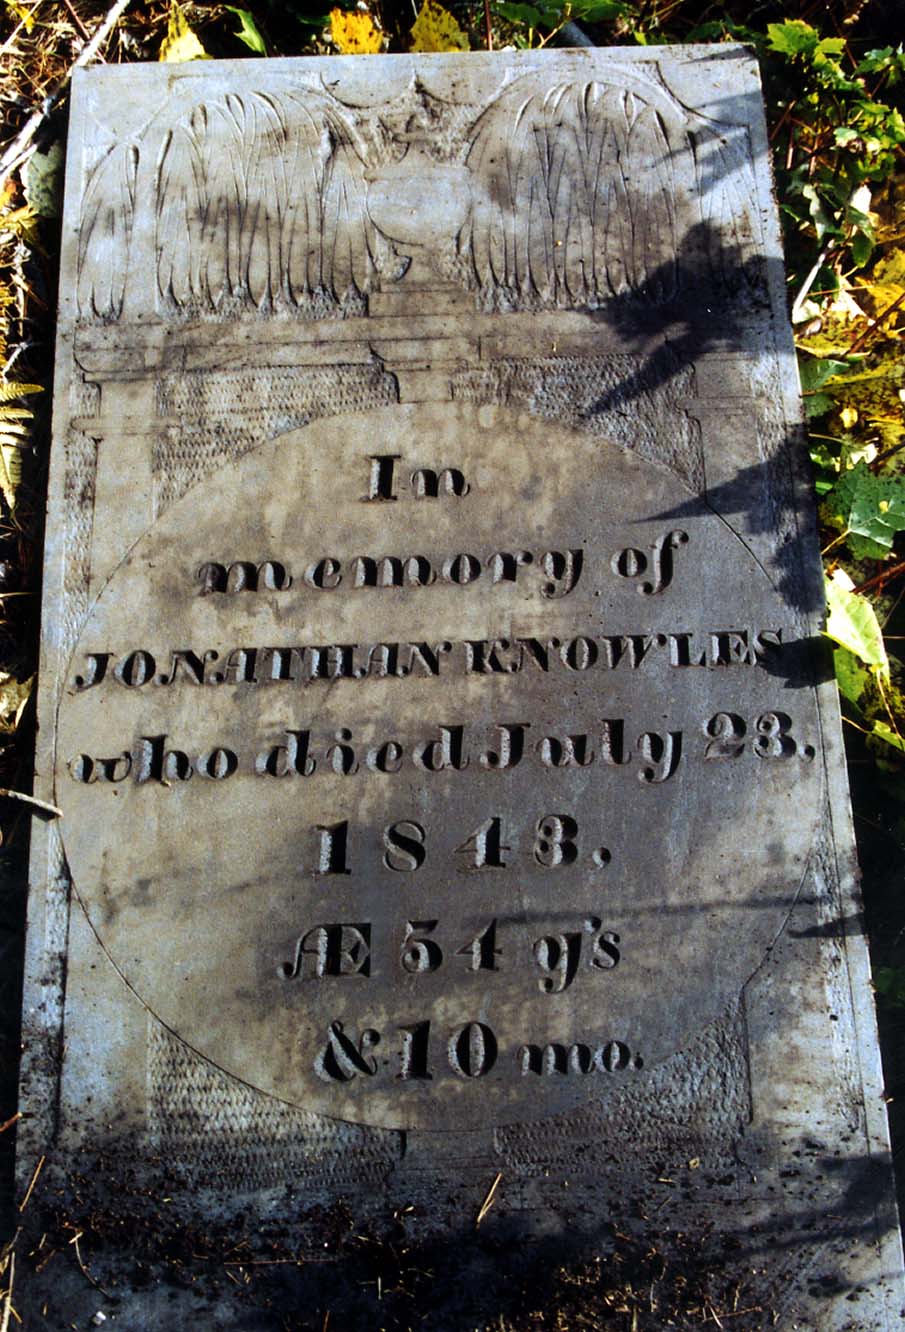 In
memory of
JONATHAN KNOWLES
who died July 23.
1843.
Æ 54 y's
& 10 mo.